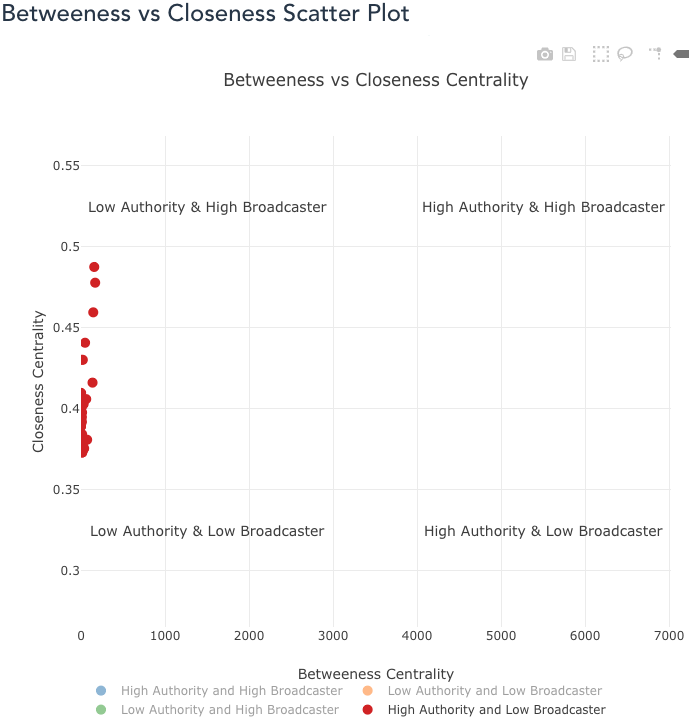 Betweeness vs Closeness Scatter Plot
Betweeness vs Closeness Centrality
0.55
Low Authority & High Broadcaster
High Authority & High Broadcaster
0.5
0.45
Closeness Centrality
0.4
0.35
Low Authority & Low Broadcaster
High Authority & Low Broadcaster
0.3
0 1000 2000 3000 4000 5000 6000 7000
Betweeness Centrality
High Authority and High Broadcaster
Low Authority and Low Broadcaster
Low Authority and High Broadcaster
High Authority and Low Broadcaster